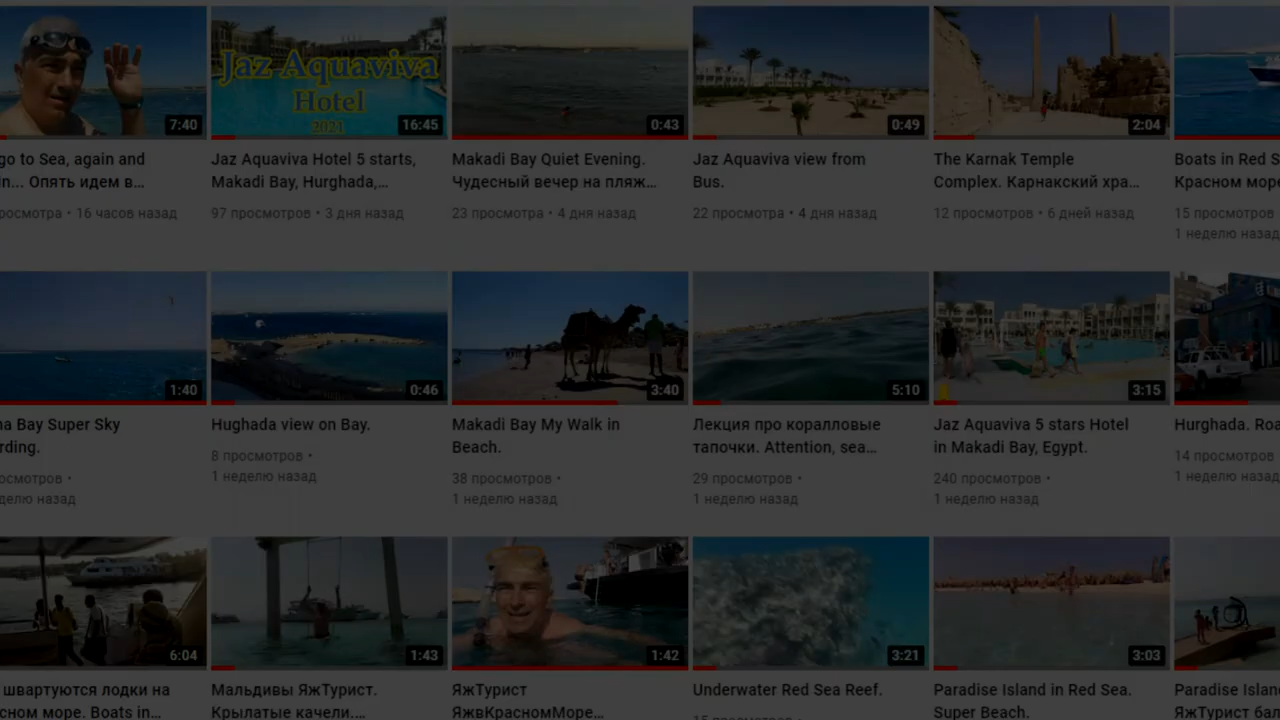 7:40
Jaz Aquaviva
Hotel
2021
16:45
0:43
0:49
2:04
go to Sea, again and
Jaz Aquaviva Hotel 5 starts,
Makadi Bay Quiet Evening.
Jaz Aquaviva view from
The Karnak Temple
Boats in Red S
in... Опять идем в...
Makadi Bay, Hurghada,...
Чудесный вечер на пляж...
Bus.
Complex. Карнакский хра...
Красном море
росмотра • 16 часов назад
97 просмотров • 3 дня назад
23 просмотра • 4 дня назад
22 просмотра • 4 дня назад
12 просмотров • 6 дней назад
15 просмотров
1 неделю назад
1:40
0:46
3:40
5:10
3:15
na Bay Super Sky
Hughada view on Bay.
Makadi Bay My Walk in
Лекция про коралловые
Jaz Aquaviva 5 stars Hotel
Hurghada. Roa
rding.
Beach.
тапочки. Attention, sea...
in Makadi Bay, Egypt.
8 просмотров •
14 просмотров
осмотров •
1 неделю назад
38 просмотров •
29 просмотров •
240 просмотров •
1 неделю назад
делю назад
1 неделю назад
1 неделю назад
1 неделю назад
6:04
1:43
1:42
3:21
3:03
швартуются лодки на
Мальдивы ЯжТурист.
ЯжТурист
Underwater Red Sea Reef.
Paradise Island in Red Sea.
Paradise Islan
сном море. Boats in...
Крылатые качели....
ЯжвКрасномМоре...
Super Beach.
ЯжТурист бал